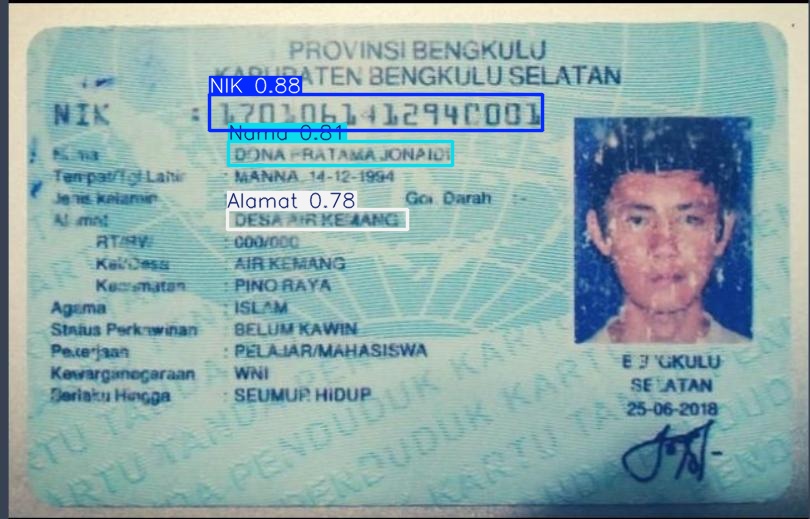 PROVINSI BENGKULU
KABUPATEN BENGKULU SELATAN
NIK 0.88
NIK : 1701061412940001
Nama 0.81
Nama DONA PRATAMA JONAIDI
Tempat/Tgl Lahir : MANNA, 14-12-1994
Jenis kelamin Gol. Darah : -
Alamat 0.78
Alamat DESA AIR KEMANG
RT/RW : 000/000
Kel/Desa : AIR KEMANG
Kecamatan : PINO RAYA
Agama : ISLAM
Status Perkawinan : BELUM KAWIN
Pekerjaan : PELAJAR/MAHASISWA
Kewarganegaraan : WNI
Berlaku Hingga : SEUMUR HIDUP
BENGKULU
SELATAN
25-06-2018
KARTU TANDA PENDUDUK